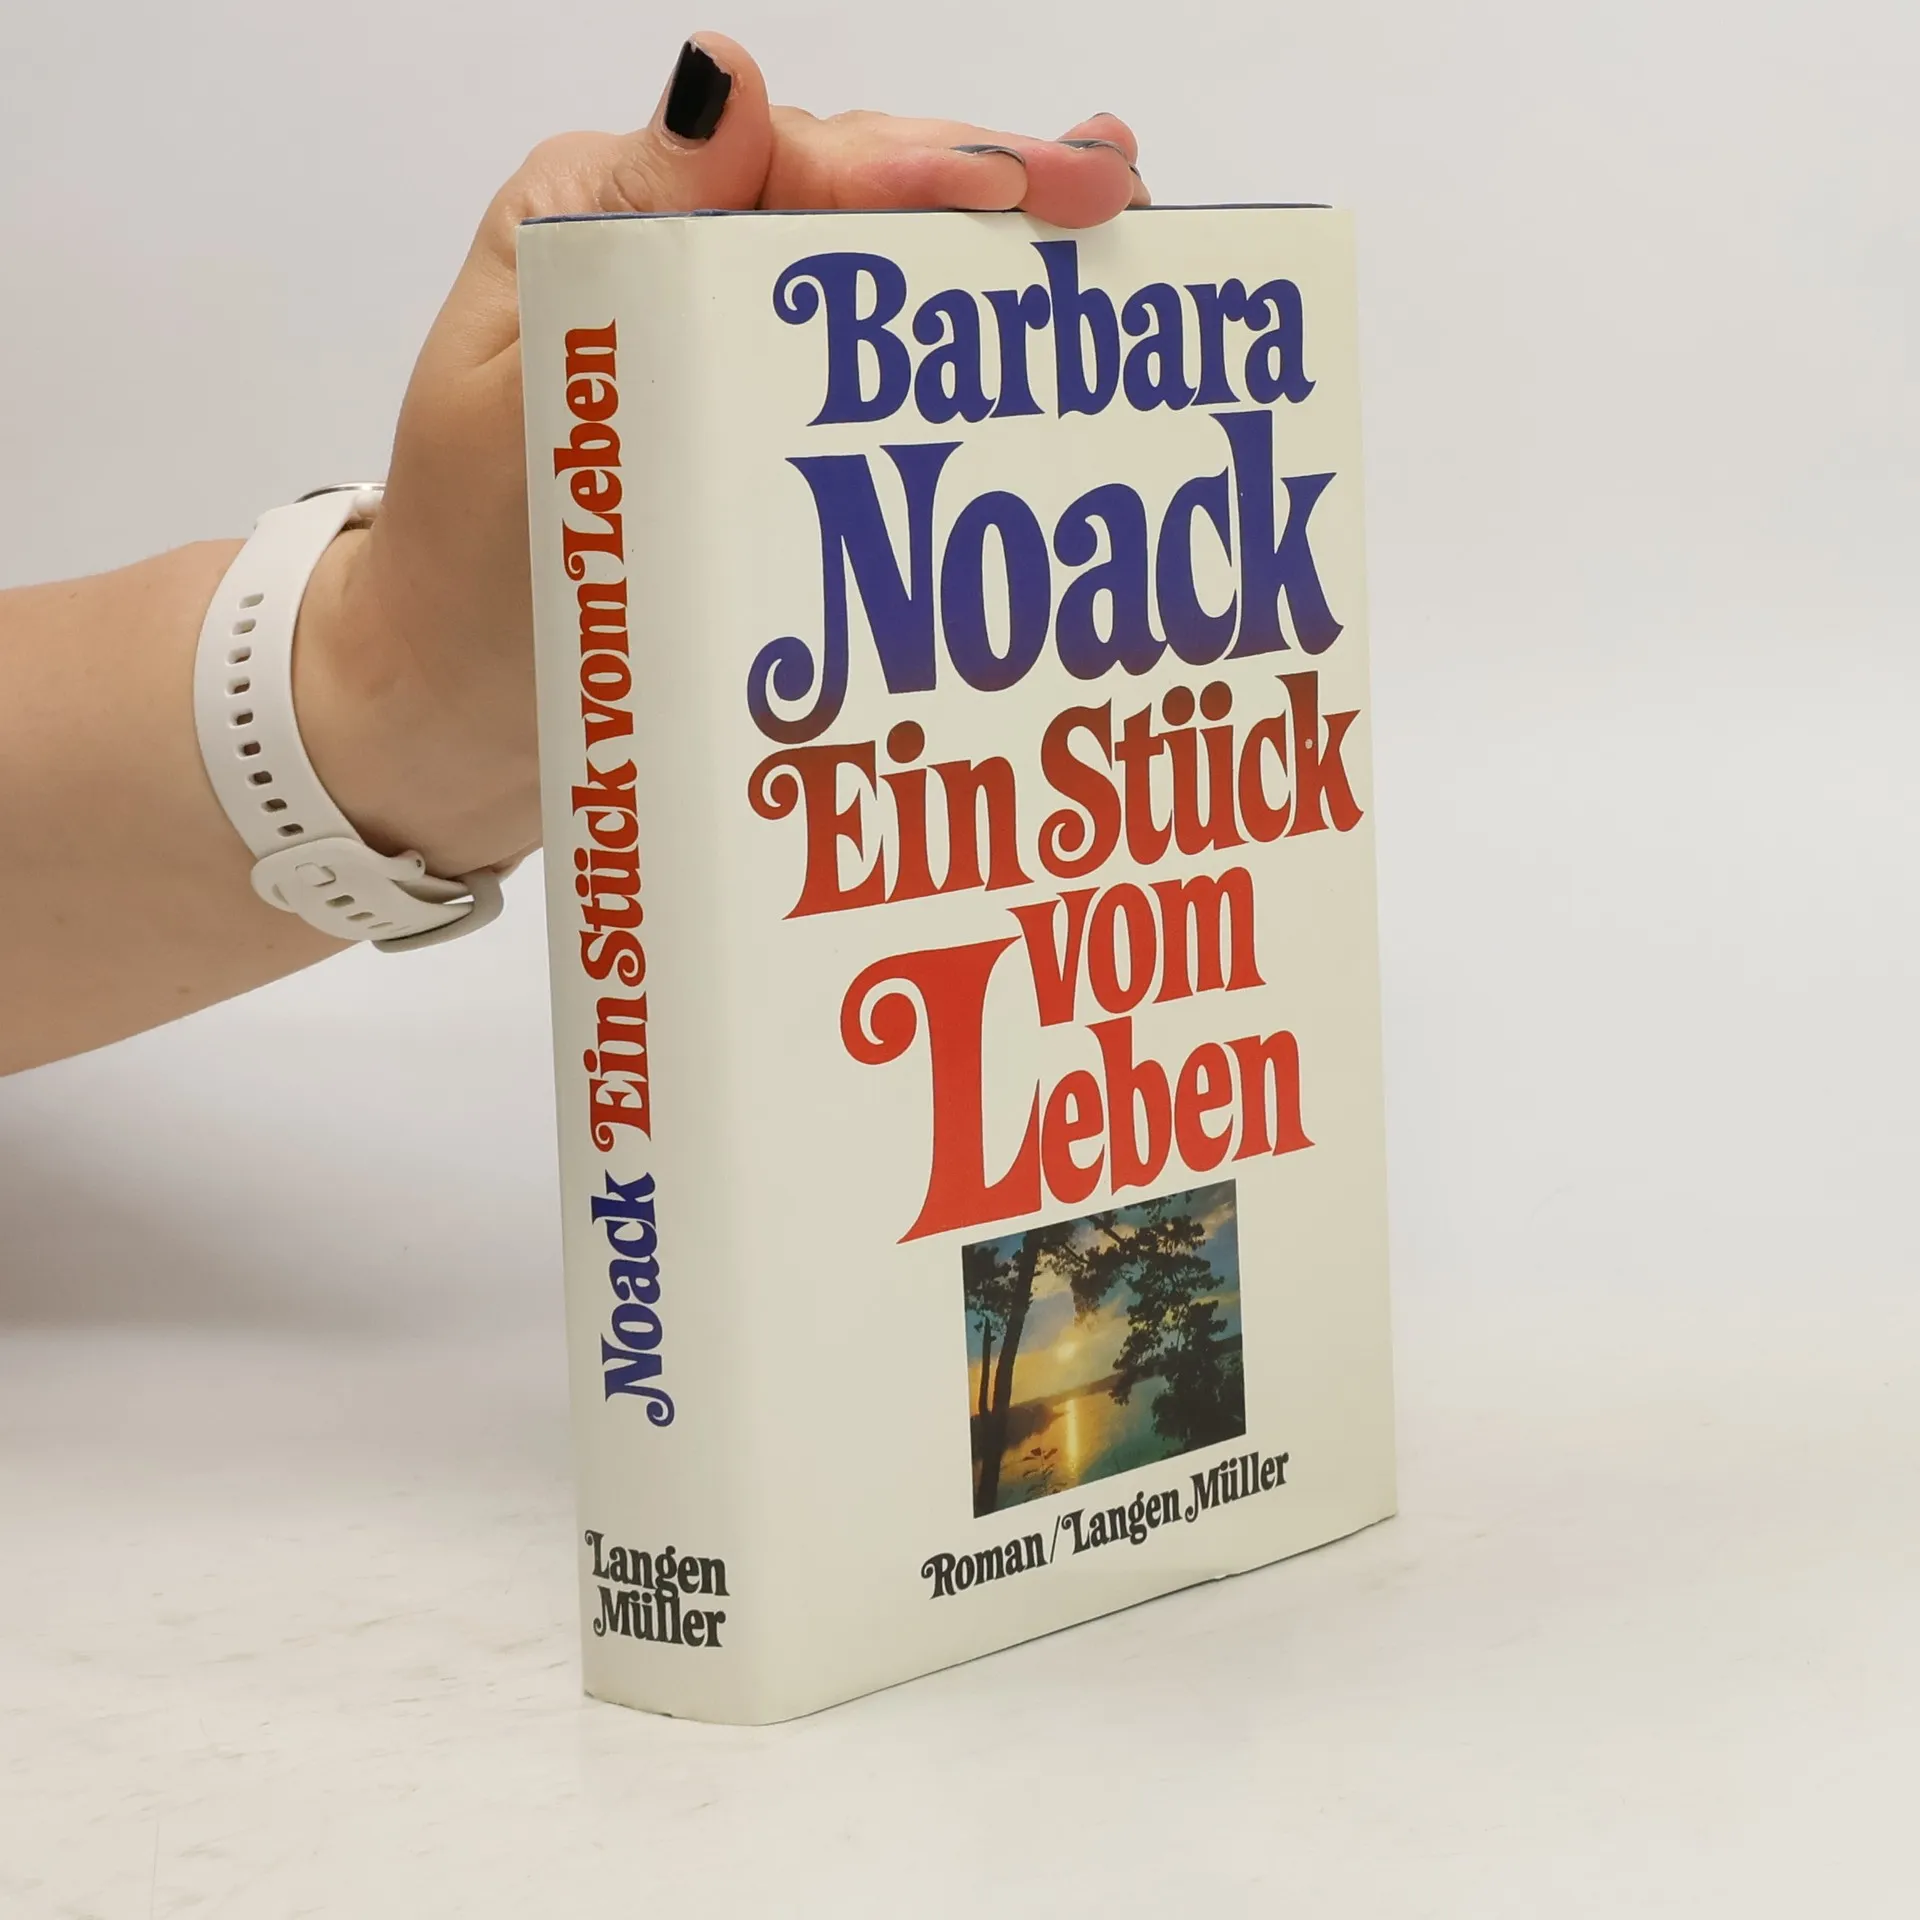 Barbara
Noack
Ein Stück
vom
Leben
Roman/Langen Müller
Noack Ein Stück vom Leben
Langen
Müller